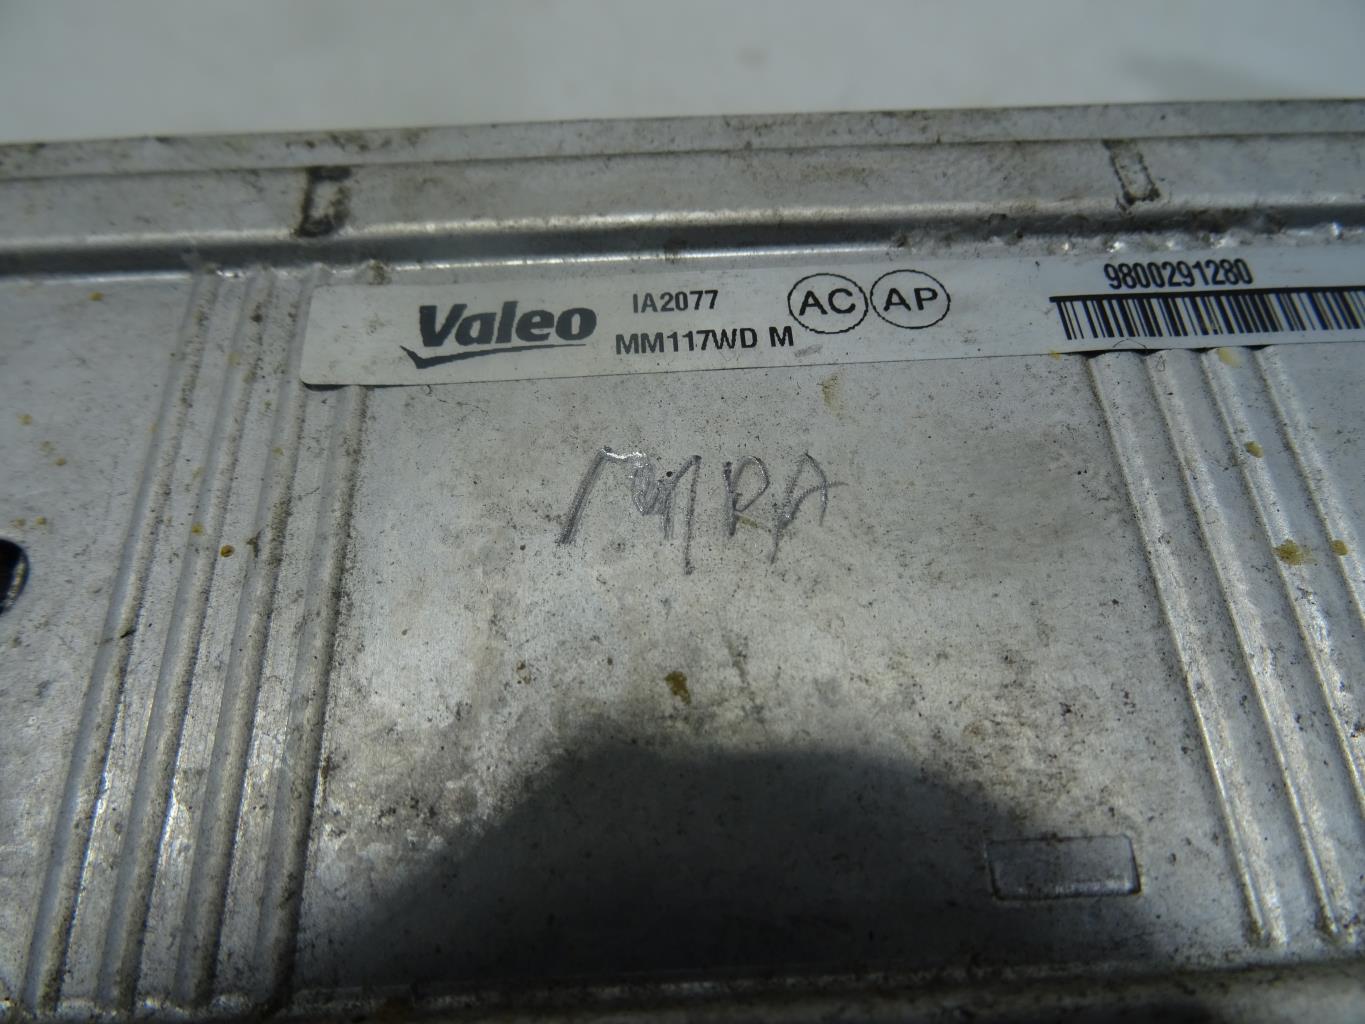 Valeo
IA2077
MM117WD M
AC AP
9800291280